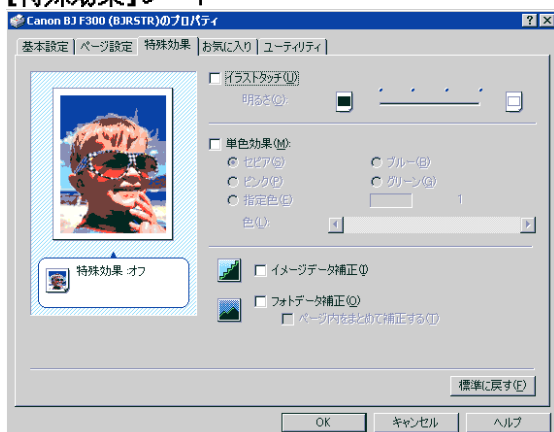 Canon BJ F300 (BJRSTR)のプロパティ
基本設定 ページ設定 特殊効果 お気に入り ユーティリティ
イラストタッチ(U)
明るさ(O):
単色効果(M):
セピア(S) ブルー(B)
ピンク(P) グリーン(G)
指定色(E) 1
色(L):
特殊効果 :オフ
イメージデータ補正(I)
フォトデータ補正(Q)
ページ内をまとめて補正する(T)
標準に戻す(F)
OK キャンセル ヘルプ